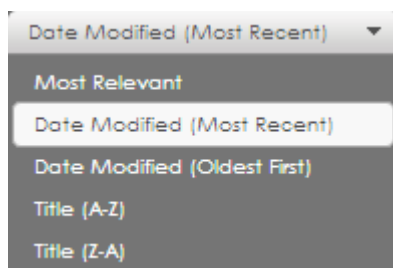 Date Modified (Most Recent)
Most Relevant
Date Modified (Most Recent)
Date Modified (Oldest First)
Title (A-Z)
Title (Z-A)